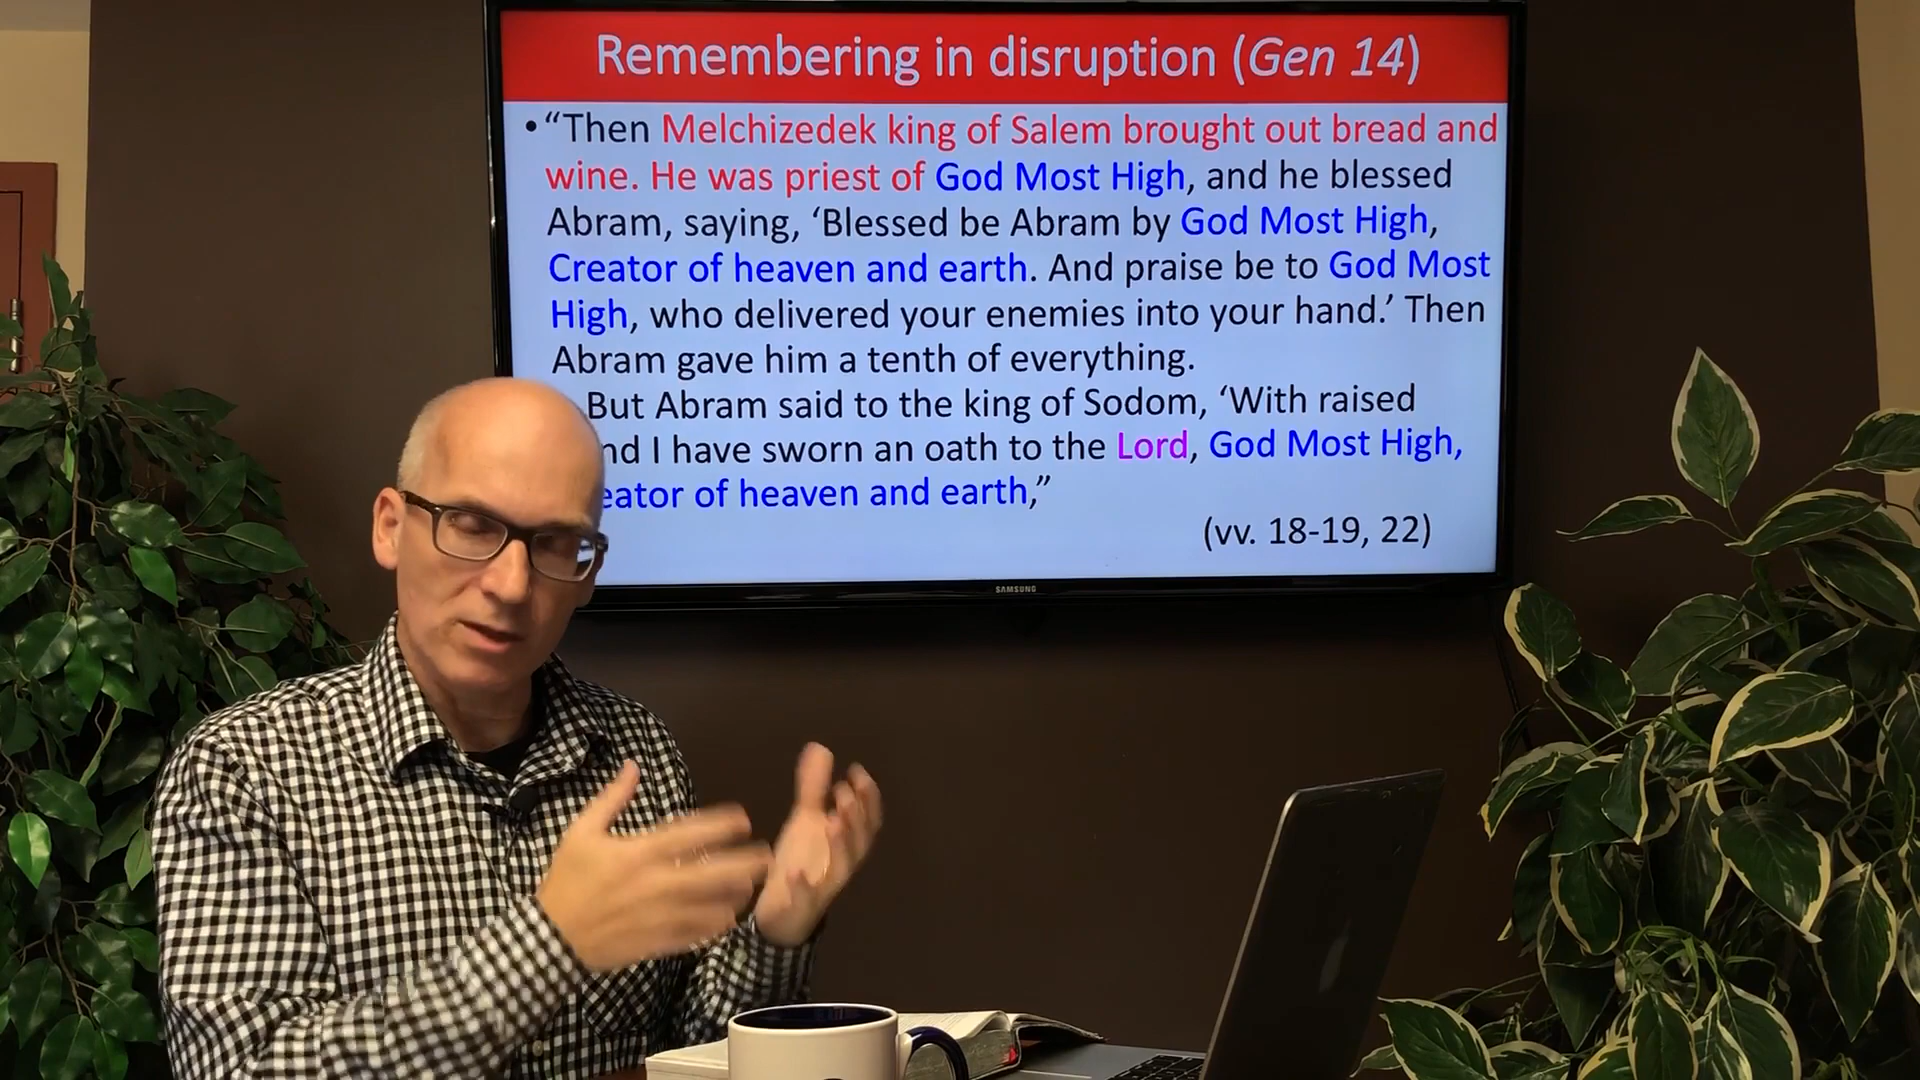 Remembering in disruption (Gen 14)
• “Then Melchizedek king of Salem brought out bread and
wine. He was priest of God Most High, and he blessed
Abram, saying, ‘Blessed be Abram by God Most High,
Creator of heaven and earth. And praise be to God Most
High, who delivered your enemies into your hand.’ Then
Abram gave him a tenth of everything.
But Abram said to the king of Sodom, ‘With raised
nd I have sworn an oath to the Lord, God Most High,
eator of heaven and earth,”
(vv. 18-19, 22)
SAMSUNG